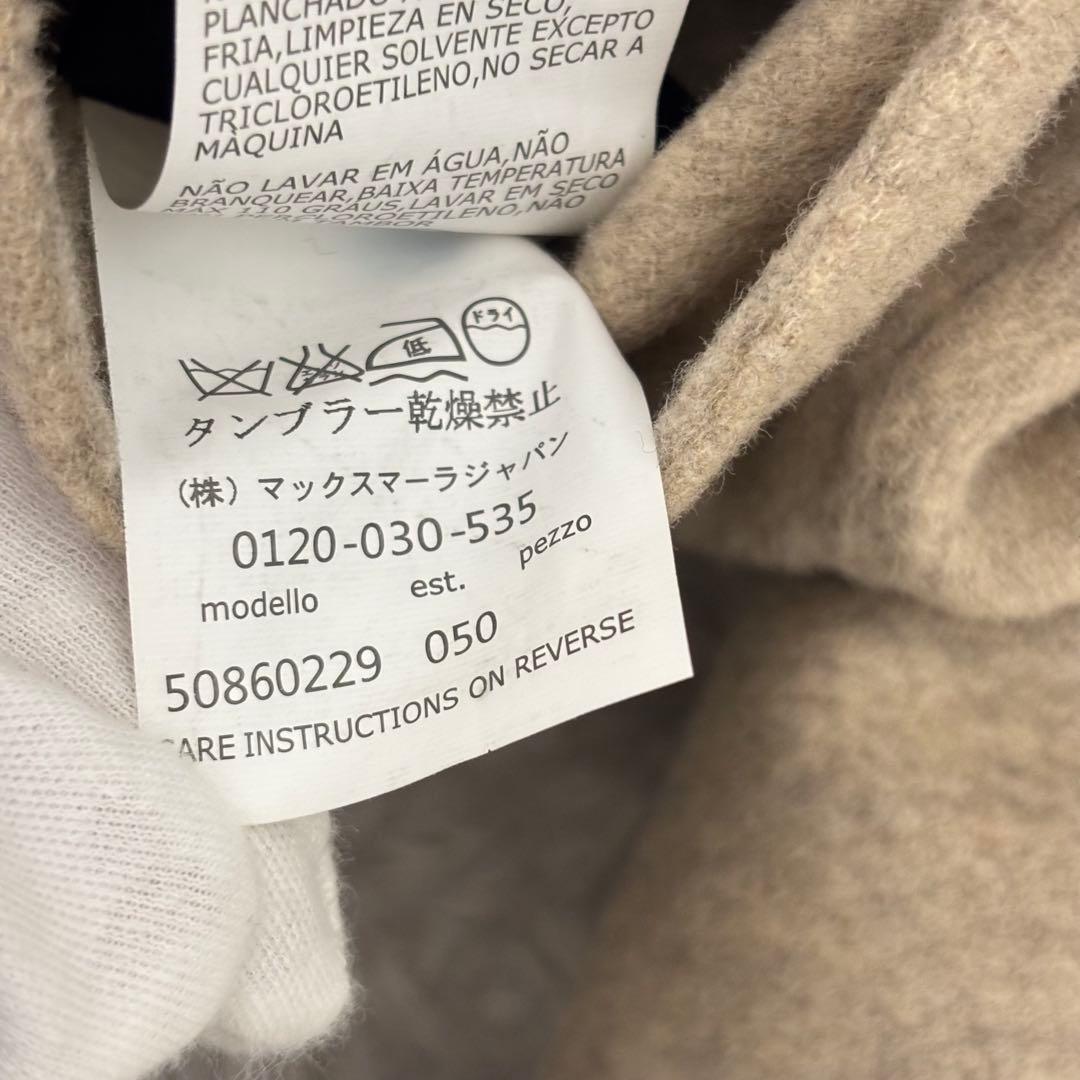 PLANCHADO
FRIA,LIMPIEZA EN SECO,
CUALQUIER SOLVENTE EXCEPTO
TRICLOROETILENO,NO SECAR A
MÀQUINA
NÃO LAVAR EM ÁGUA,NÃO
BRANQUEAR,BAIXA TEMPERATURA
MAX 110 GRAUS,LAVAR EM SECO
PERCLOROETILENO,NÃO
TAMBOR
ドライ
低
タンブラー乾燥禁止
(株)マックスマーラジャパン
0120-030-535
modello est. pezzo
50860229 050
CARE INSTRUCTIONS ON REVERSE